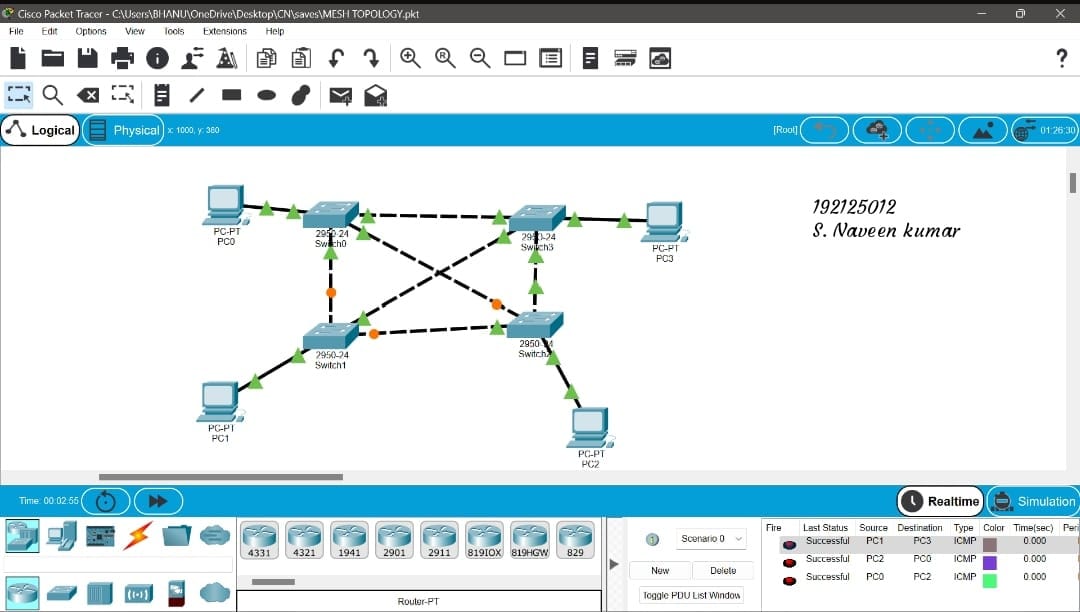 Cisco Packet Tracer - C:\Users\BHANU\OneDrive\Desktop\CN\saves\MESH TOPOLOGY.pkt
File Edit Options View Tools Extensions Help
Logical Physical x: 1000, y: 360 [Root] 01:26:30
192125012
S. Naveen kumar
PC-PT
PC0
2950-24
Switch0
2950-24
Switch3
PC-PT
PC3
2950-24
Switch1
2950-24
Switch2
PC-PT
PC1
PC-PT
PC2
Time: 00:02:55 Realtime Simulation
4331 4321 1941 2901 2911 819IOX 819HGW 829
Router-PT
Scenario 0
New Delete
Toggle PDU List Window
Fire Last Status Source Destination Type Color Time(sec) Peri
Successful PC1 PC3 ICMP 0.000
Successful PC2 PC0 ICMP 0.000
Successful PC0 PC2 ICMP 0.000